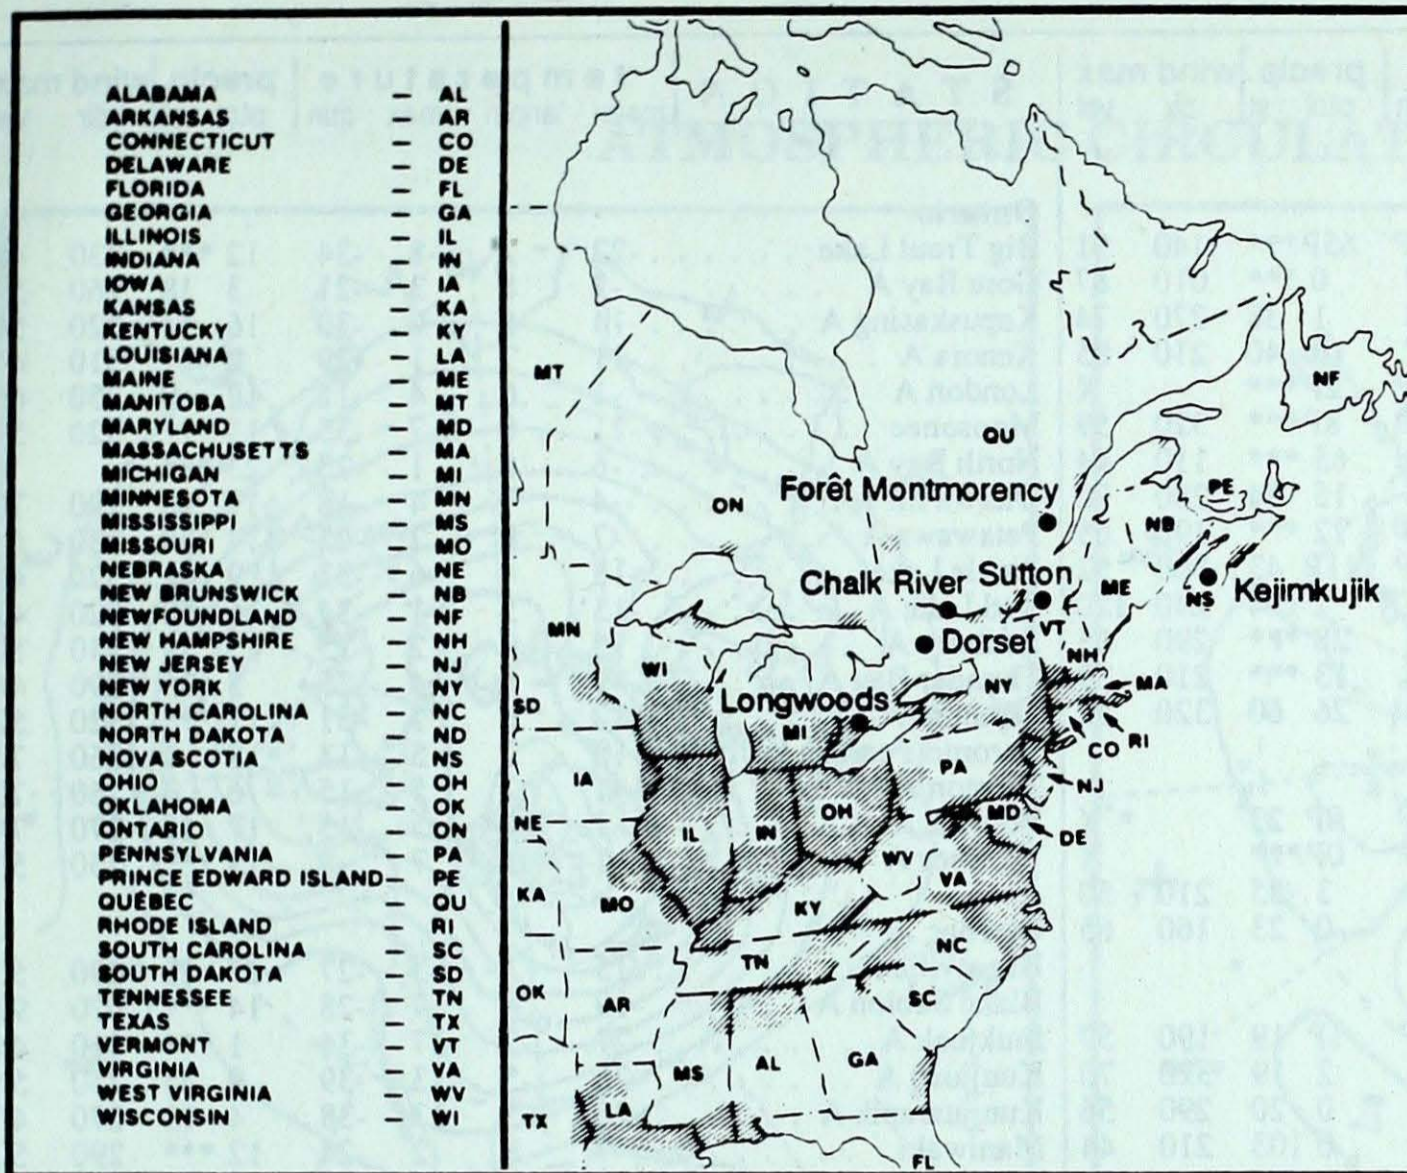 ALABAMA – AL
ARKANSAS – AR
CONNECTICUT – CO
DELAWARE – DE
FLORIDA – FL
GEORGIA – GA
ILLINOIS – IL
INDIANA – IN
IOWA – IA
KANSAS – KA
KENTUCKY – KY
LOUISIANA – LA
MAINE – ME
MANITOBA – MT
MARYLAND – MD
MASSACHUSETTS – MA
MICHIGAN – MI
MINNESOTA – MN
MISSISSIPPI – MS
MISSOURI – MO
NEBRASKA – NE
NEW BRUNSWICK – NB
NEWFOUNDLAND – NF
NEW HAMPSHIRE – NH
NEW JERSEY – NJ
NEW YORK – NY
NORTH CAROLINA – NC
NORTH DAKOTA – ND
NOVA SCOTIA – NS
OHIO – OH
OKLAHOMA – OK
ONTARIO – ON
PENNSYLVANIA – PA
PRINCE EDWARD ISLAND – PE
QUÉBEC – QU
RHODE ISLAND – RI
SOUTH CAROLINA – SC
SOUTH DAKOTA – SD
TENNESSEE – TN
TEXAS – TX
VERMONT – VT
VIRGINIA – VA
WEST VIRGINIA – WV
WISCONSIN – WI
MT
NF
QU
Forêt Montmorency
PE
ON
NB
Chalk River
Sutton
ME
NS
Kejimkujik
MN
VT
Dorset
WI
NH
NY
MA
SD
Longwoods
MI
CO
RI
IA
PA
NJ
NE
IL
IN
OH
MD
DE
WV
VA
KA
MO
KY
NC
TN
OK
AR
SC
MS
AL
GA
LA
TX
FL